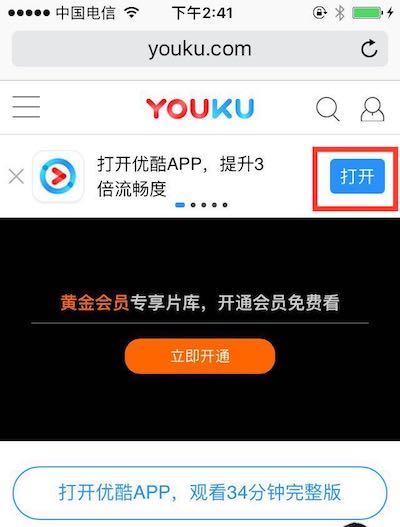 中国电信 下午2:41
youku.com
YOUKU
打开优酷APP，提升3
倍流畅度
打开
黄金会员专享片库，开通会员免费看
立即开通
打开优酷APP，观看34分钟完整版